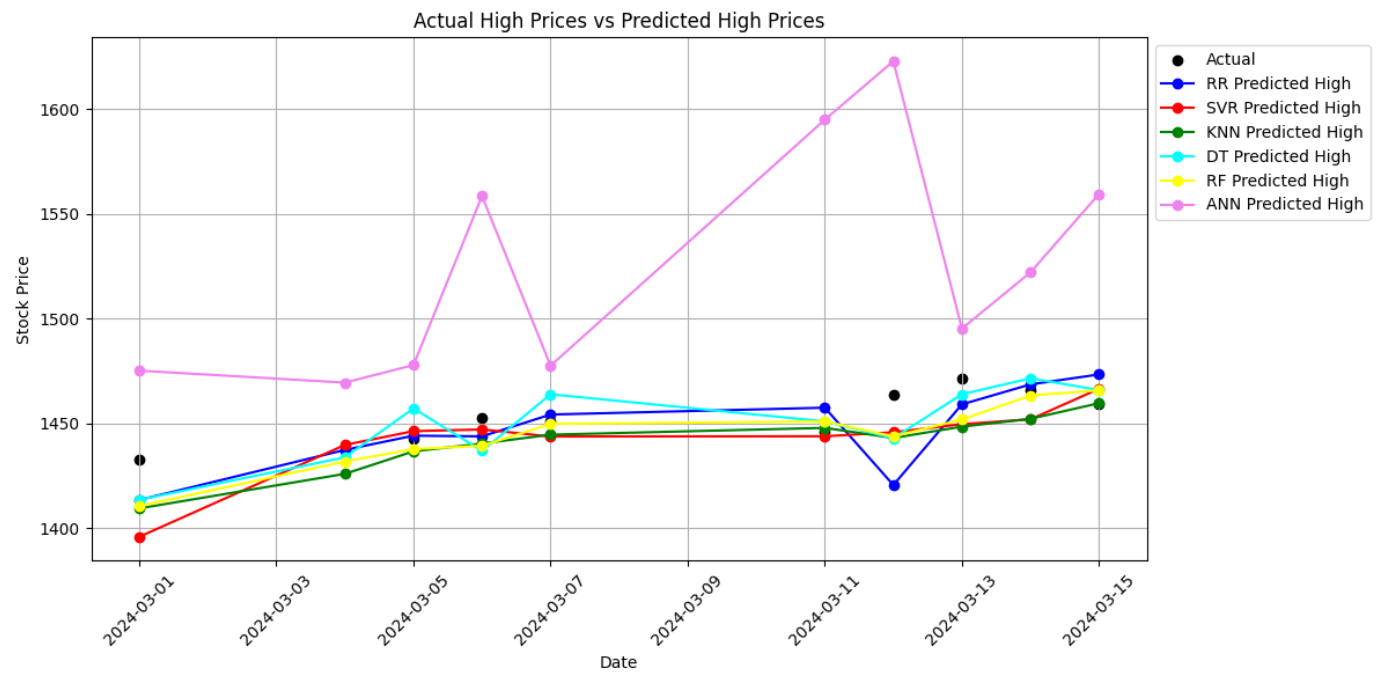 Actual High Prices vs Predicted High Prices
Actual
RR Predicted High
SVR Predicted High
KNN Predicted High
DT Predicted High
RF Predicted High
ANN Predicted High
Stock Price
1600
1550
1500
1450
1400
2024-03-01
2024-03-03
2024-03-05
2024-03-07
2024-03-09
2024-03-11
2024-03-13
2024-03-15
Date